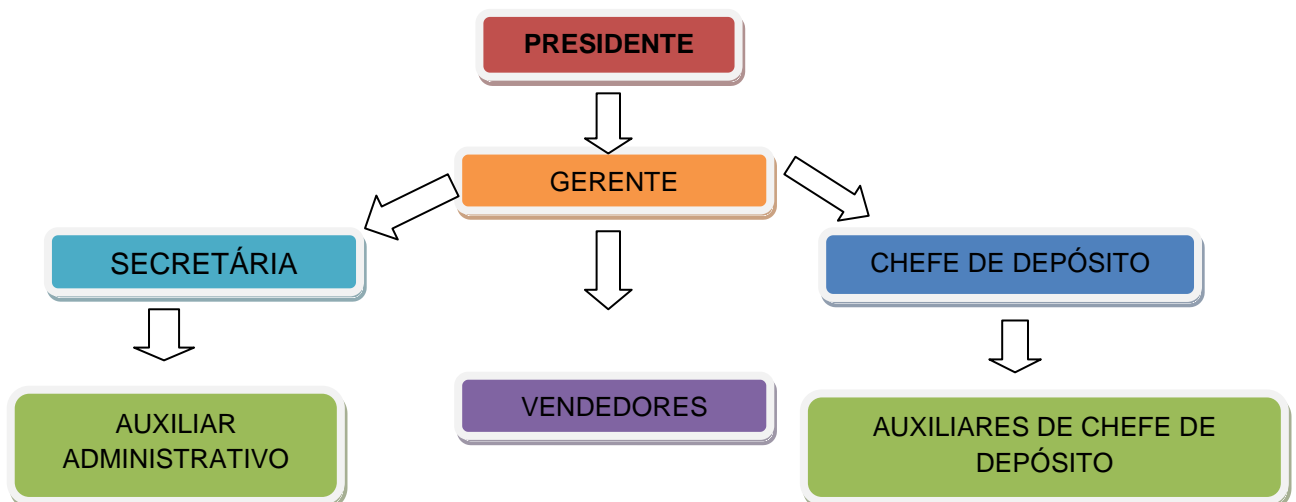 PRESIDENTE
GERENTE
SECRETÁRIA
CHEFE DE DEPÓSITO
VENDEDORES
AUXILIAR
ADMINISTRATIVO
AUXILIARES DE CHEFE DE
DEPÓSITO